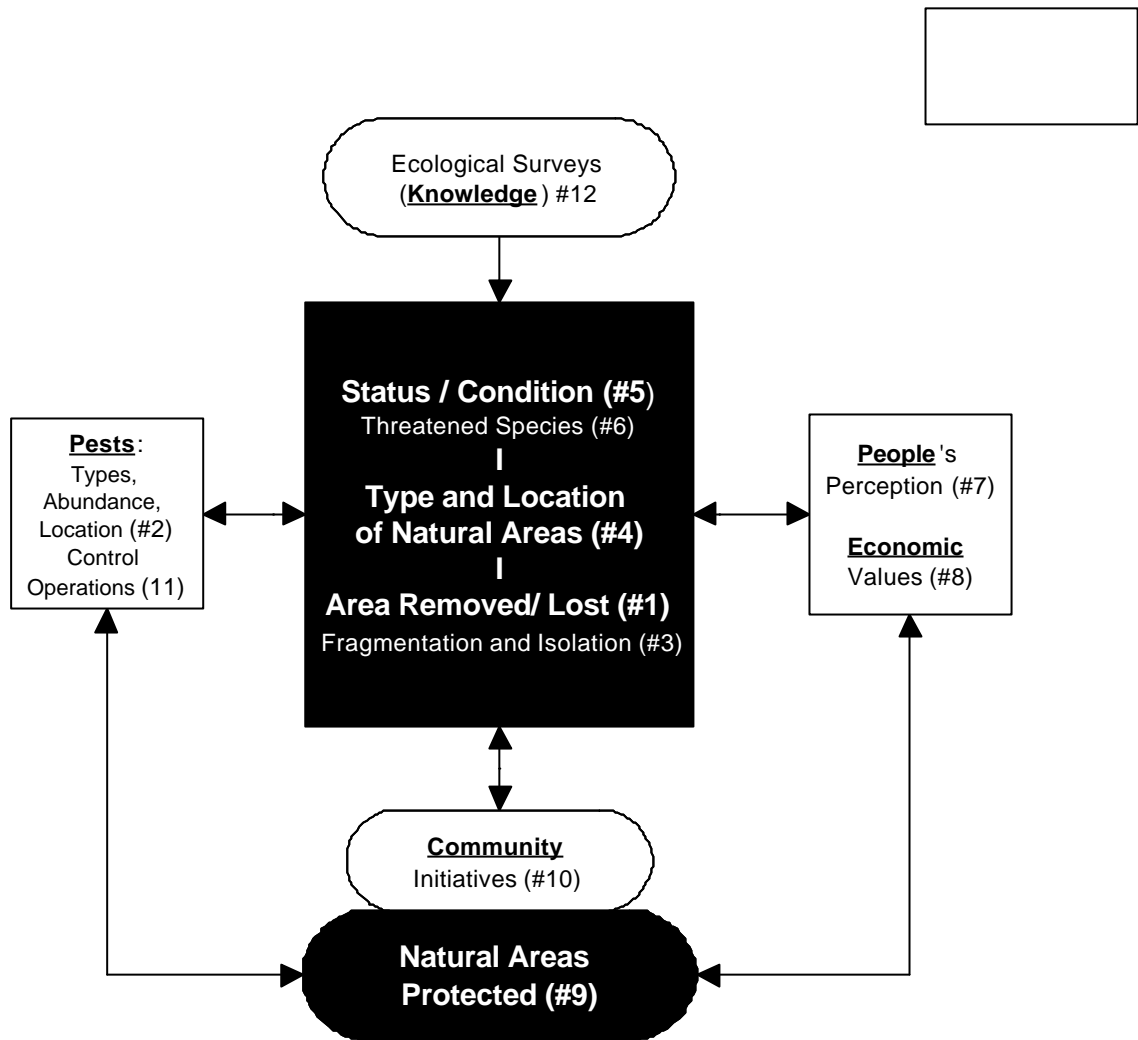 Ecological Surveys
(Knowledge) #12
Status / Condition (#5)
Threatened Species (#6)
Type and Location
of Natural Areas (#4)
Area Removed/ Lost (#1)
Fragmentation and Isolation (#3)
Pests:
Types,
Abundance,
Location (#2)
Control
Operations (11)
People's
Perception (#7)
Economic
Values (#8)
Community
Initiatives (#10)
Natural Areas
Protected (#9)